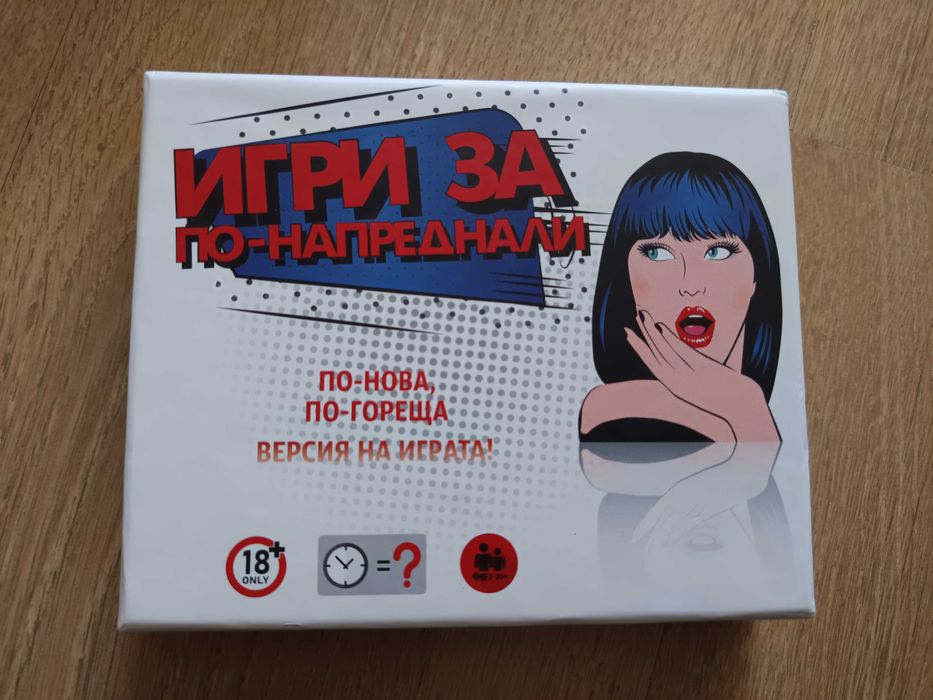 ИГРИ ЗА
ПО-НАПРЕДНАЛИ
ПО-НОВА,
ПО-ГОРЕЩА
ВЕРСИЯ НА ИГРАТА!
18+
ONLY
=?